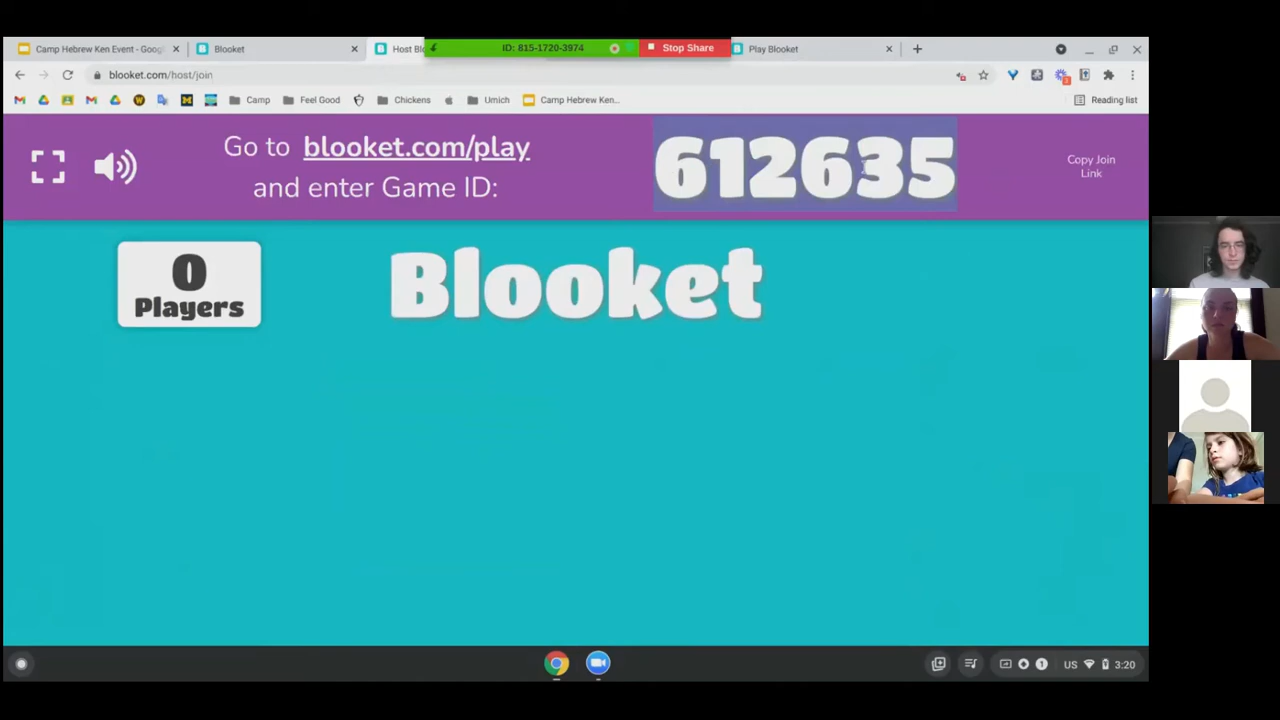 Camp Hebrew Ken Event - Goog
Blooket
Host Blo
ID: 815-1720-3974
Stop Share
Play Blooket
blooket.com/host/join
Camp
Feel Good
Chickens
Umich
Camp Hebrew Ken...
Reading list
Go to blooket.com/play
and enter Game ID:
612635
Copy Join
Link
0
Players
Blooket
1
US
3:20